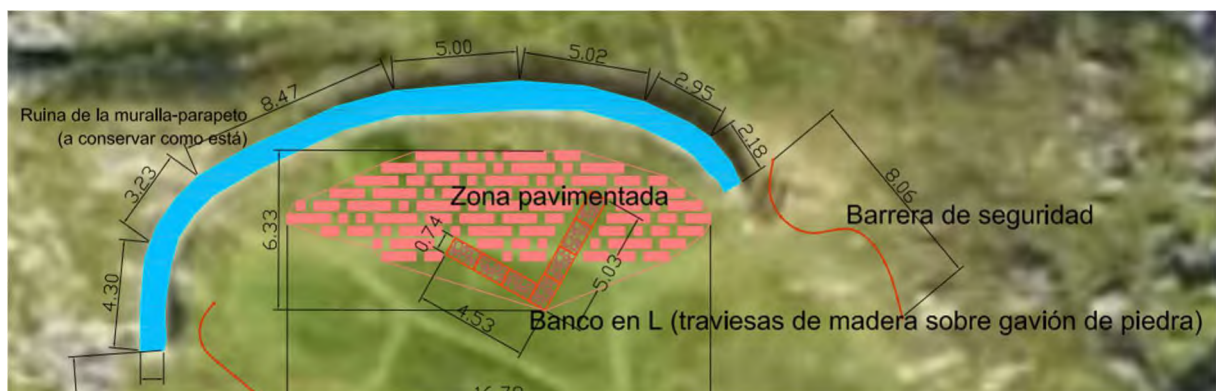 5.00
5.02
2.95
2.18
8.47
Ruina de la muralla-parapeto
(a conservar como está)
3.23
8.06
Zona pavimentada
Barrera de seguridad
6.33
0.74
5.03
4.30
4.53
Banco en L (traviesas de madera sobre gavión de piedra)